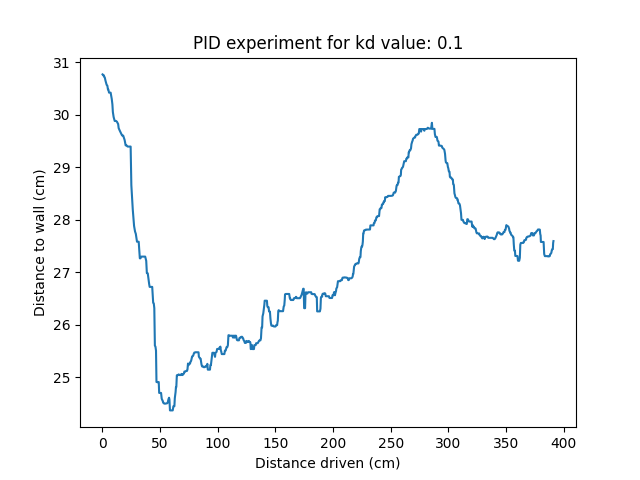 PID experiment for kd value: 0.1
31
30
29
28
27
26
25
Distance to wall (cm)
0 50 100 150 200 250 300 350 400
Distance driven (cm)